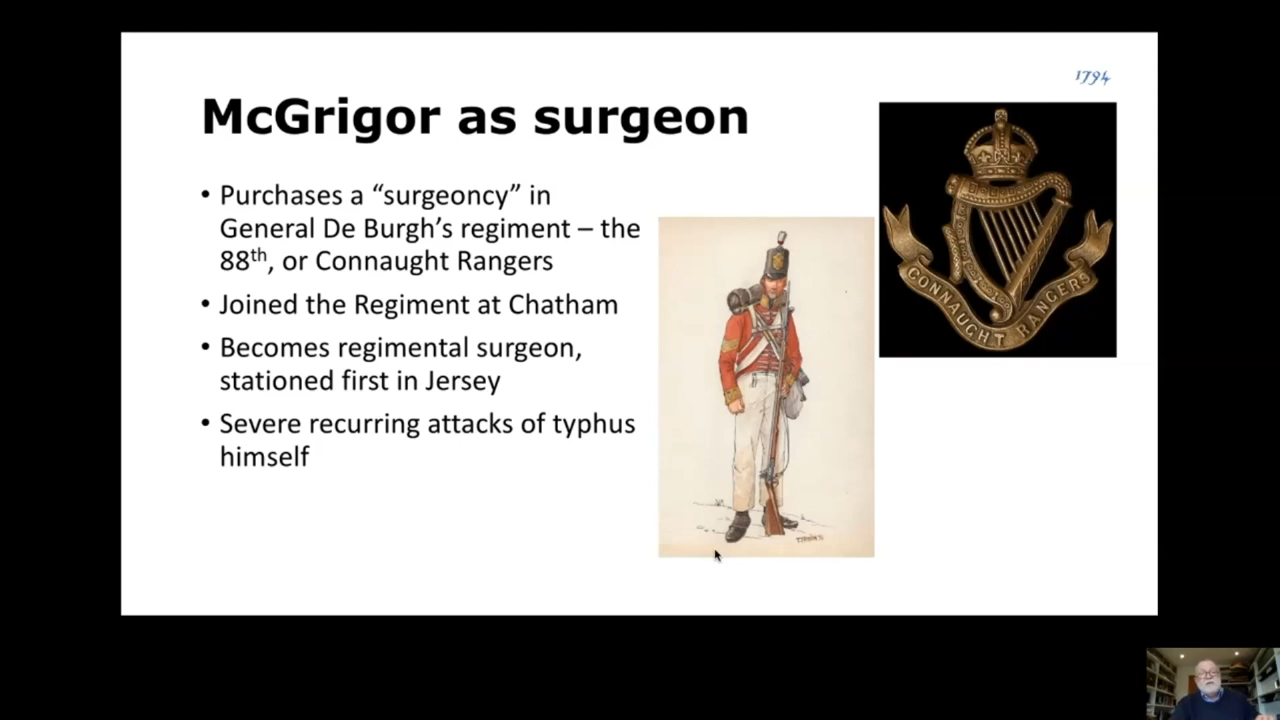 1794
McGrigor as surgeon
• Purchases a “surgeoncy” in
General De Burgh’s regiment – the
88th, or Connaught Rangers
• Joined the Regiment at Chatham
• Becomes regimental surgeon,
stationed first in Jersey
• Severe recurring attacks of typhus
himself
CONNAUGHT RANGERS